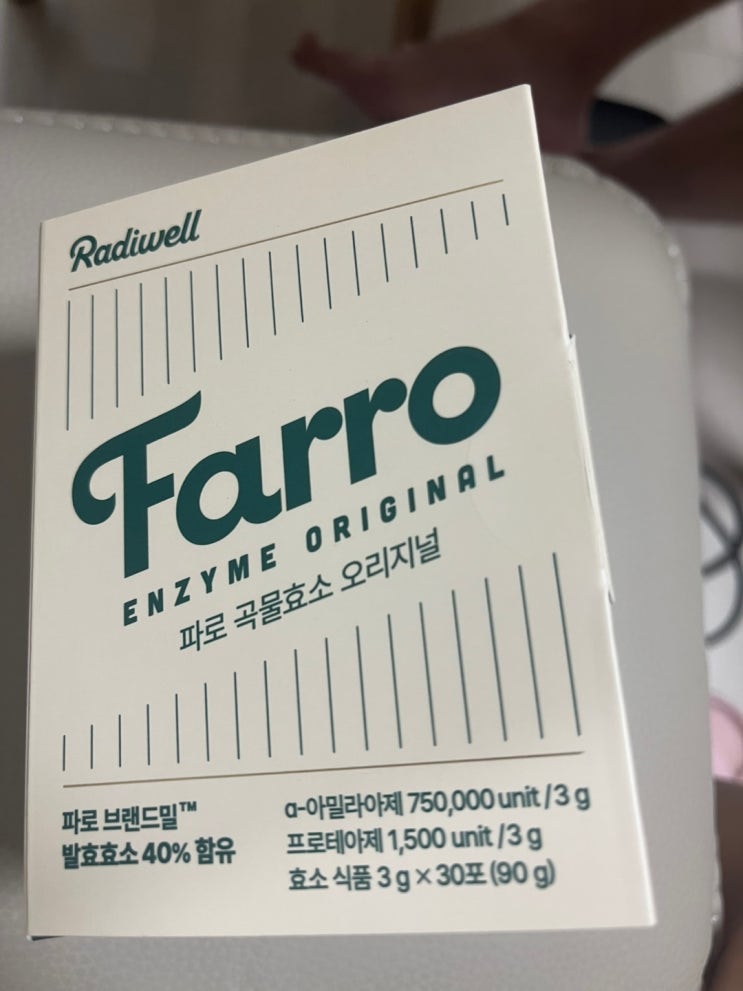 Radiwell
Farro
ENZYME ORIGINAL
파로 곡물효소 오리지널
파로 브랜드밀™
발효효소 40% 함유
α-아밀라아제 750,000 unit / 3 g
프로테아제 1,500 unit / 3 g
효소 식품 3 g × 30포 (90 g)